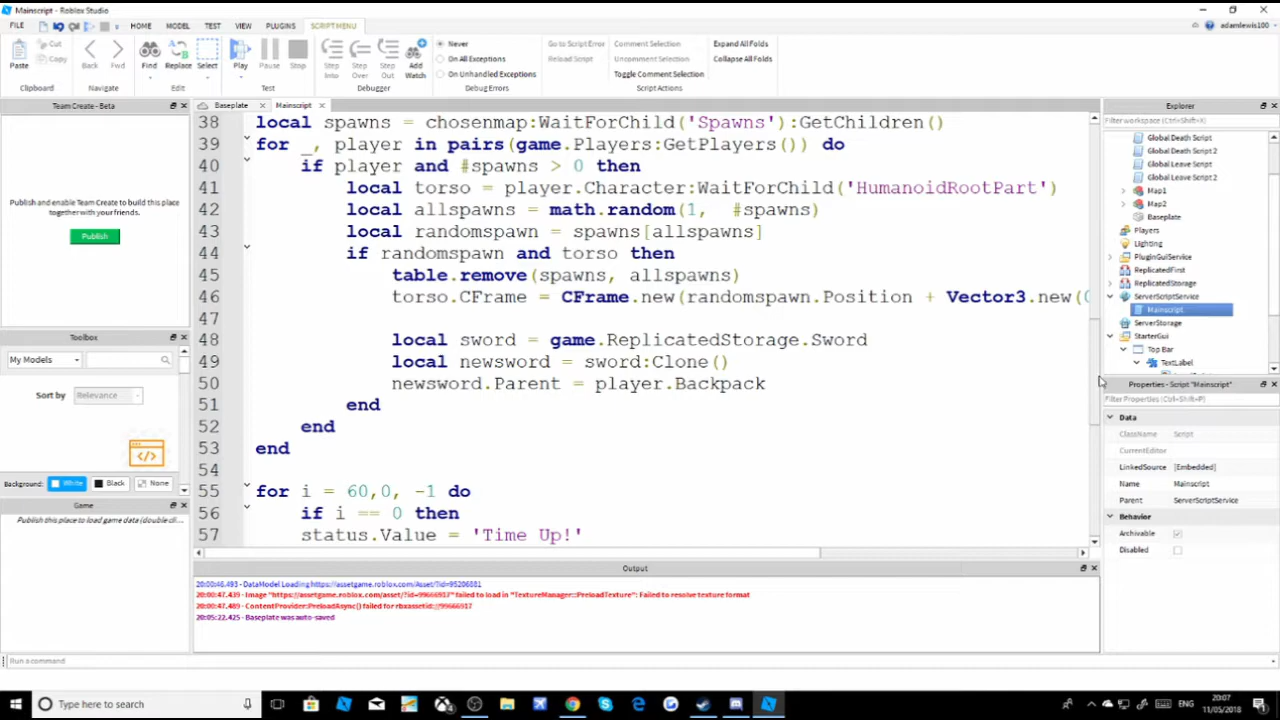 Mainscript - Roblox Studio
FILE HOME MODEL TEST VIEW PLUGINS SCRIPT MENU adamlewis100
Paste Cut Copy Back Fwd Find Replace Select Play Pause Stop Step Into Step Over Step Out Add Watch Never On All Exceptions On Unhandled Exceptions Go to Script Error Reload Script Comment Selection Uncomment Selection Toggle Comment Selection Expand All Folds Collapse All Folds
Clipboard Navigate Edit Test Debugger Debug Errors Script Actions
Team Create - Beta
Publish and enable Team Create to build this place
together with your friends.
Publish
Toolbox
My Models
Sort by Relevance
Background: White Black None
Game
Publish this place to load game data (double cli...
Baseplate Mainscript
38 local spawns = chosenmap:WaitForChild('Spawns'):GetChildren()
39 for _, player in pairs(game.Players:GetPlayers()) do
40 if player and #spawns > 0 then
41 local torso = player.Character:WaitForChild('HumanoidRootPart')
42 local allspawns = math.random(1, #spawns)
43 local randomspawn = spawns[allspawns]
44 if randomspawn and torso then
45 table.remove(spawns, allspawns)
46 torso.CFrame = CFrame.new(randomspawn.Position + Vector3.new(
47
48 local sword = game.ReplicatedStorage.Sword
49 local newsword = sword:Clone()
50 newsword.Parent = player.Backpack
51 end
52 end
53 end
54
55 for i = 60,0, -1 do
56 if i == 0 then
57 status.Value = 'Time Up!'
Output
20:00:46.493 - DataModel Loading https://assetgame.roblox.com/Asset/?id=95206881
20:00:47.439 - Image "https://assetgame.roblox.com/asset/?id=99666917" failed to load in "TextureManager::PreloadTexture": Failed to resolve texture format
20:00:47.489 - ContentProvider:PreloadAsync() failed for rbxassetid://99666917
20:05:22.425 - Baseplate was auto-saved
Explorer
Filter workspace (Ctrl+Shift+X)
Global Death Script
Global Death Script 2
Global Leave Script
Global Leave Script 2
Map1
Map2
Baseplate
Players
Lighting
PluginGuiService
ReplicatedFirst
ReplicatedStorage
ServerScriptService
Mainscript
ServerStorage
StarterGui
Top Bar
TextLabel
Properties - Script "Mainscript"
Filter Properties (Ctrl+Shift+P)
Data
ClassName Script
CurrentEditor
LinkedSource [Embedded]
Name Mainscript
Parent ServerScriptService
Behavior
Archivable
Disabled
Run a command
Type here to search
ENG
20:07
11/05/2018